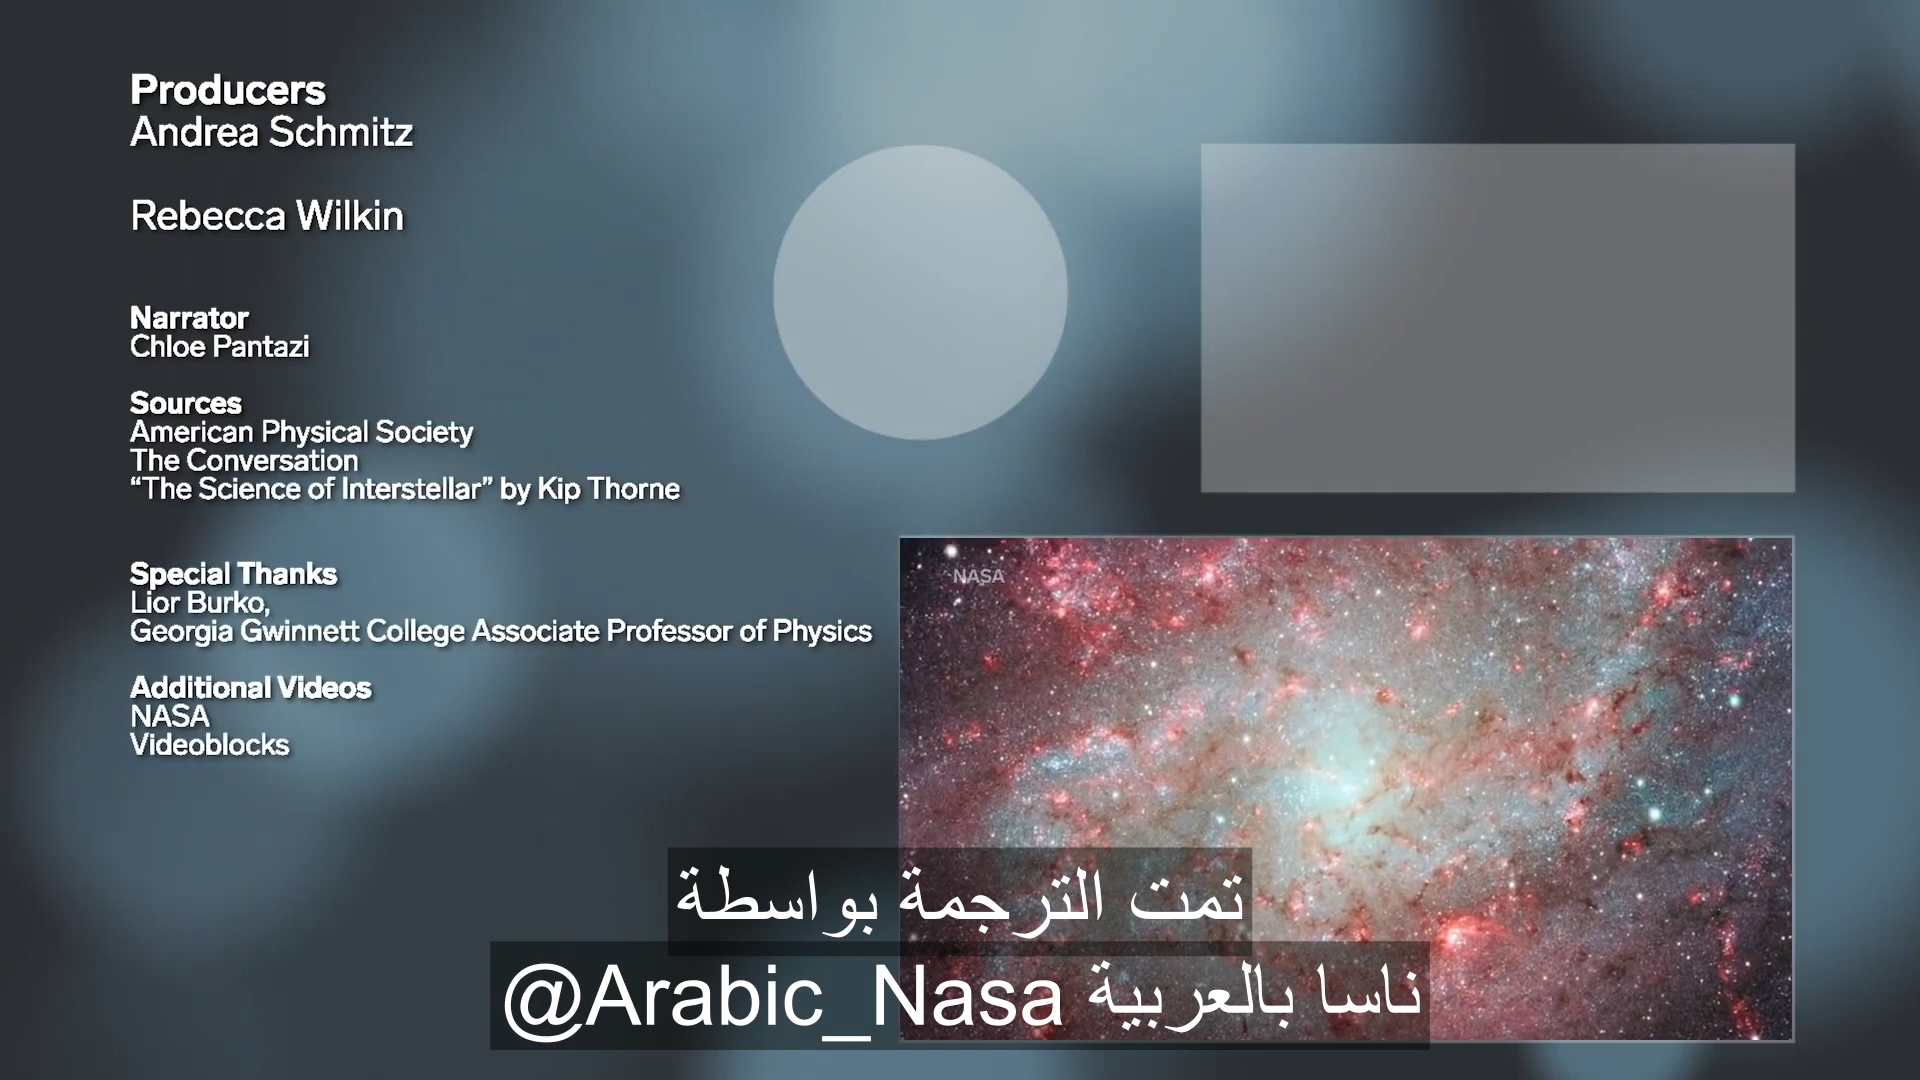 Producers
Andrea Schmitz
Rebecca Wilkin
Narrator
Chloe Pantazi
Sources
American Physical Society
The Conversation
“The Science of Interstellar” by Kip Thorne
Special Thanks
Lior Burko,
Georgia Gwinnett College Associate Professor of Physics
Additional Videos
NASA
Videoblocks
NASA
تمت الترجمة بواسطة
ناسا بالعربية @Arabic_Nasa